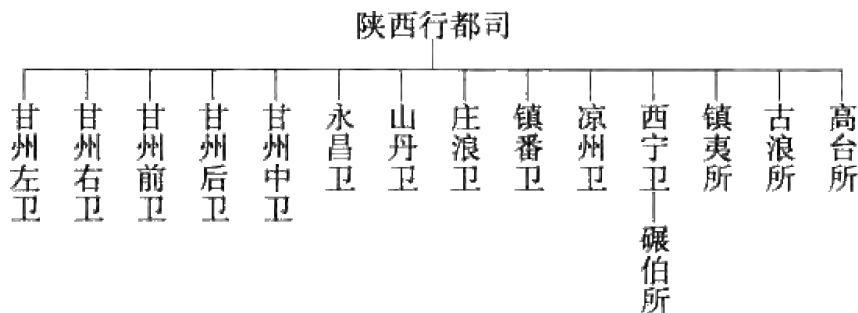 陕西行都司
甘州左卫
甘州右卫
甘州前卫
甘州后卫
甘州中卫
永昌卫
山丹卫
庄浪卫
镇番卫
凉州卫
西宁卫
碾伯所
镇夷所
古浪所
高台所